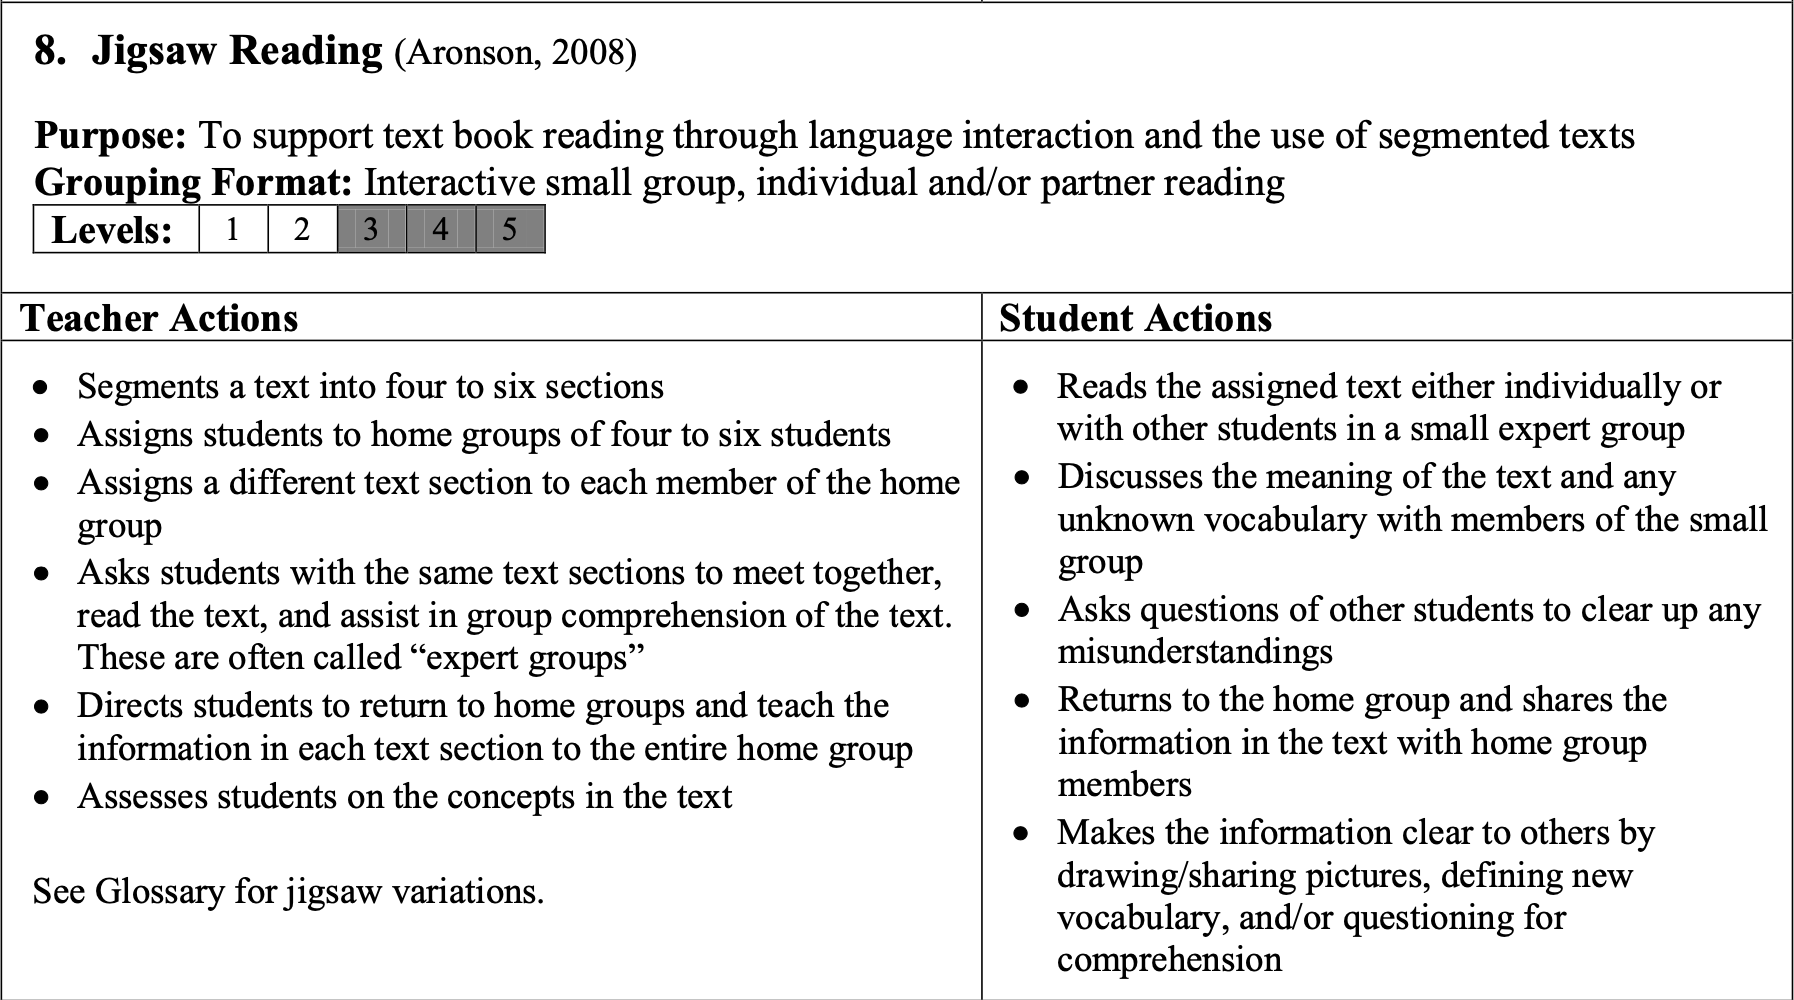 8. Jigsaw Reading (Aronson, 2008)
Purpose: To support text book reading through language interaction and the use of segmented texts
Grouping Format: Interactive small group, individual and/or partner reading
Levels: 1 2 3 4 5
Teacher Actions
• Segments a text into four to six sections
• Assigns students to home groups of four to six students
• Assigns a different text section to each member of the home
group
• Asks students with the same text sections to meet together,
read the text, and assist in group comprehension of the text.
These are often called “expert groups”
• Directs students to return to home groups and teach the
information in each text section to the entire home group
• Assesses students on the concepts in the text
See Glossary for jigsaw variations.
Student Actions
• Reads the assigned text either individually or
with other students in a small expert group
• Discusses the meaning of the text and any
unknown vocabulary with members of the small
group
• Asks questions of other students to clear up any
misunderstandings
• Returns to the home group and shares the
information in the text with home group
members
• Makes the information clear to others by
drawing/sharing pictures, defining new
vocabulary, and/or questioning for
comprehension